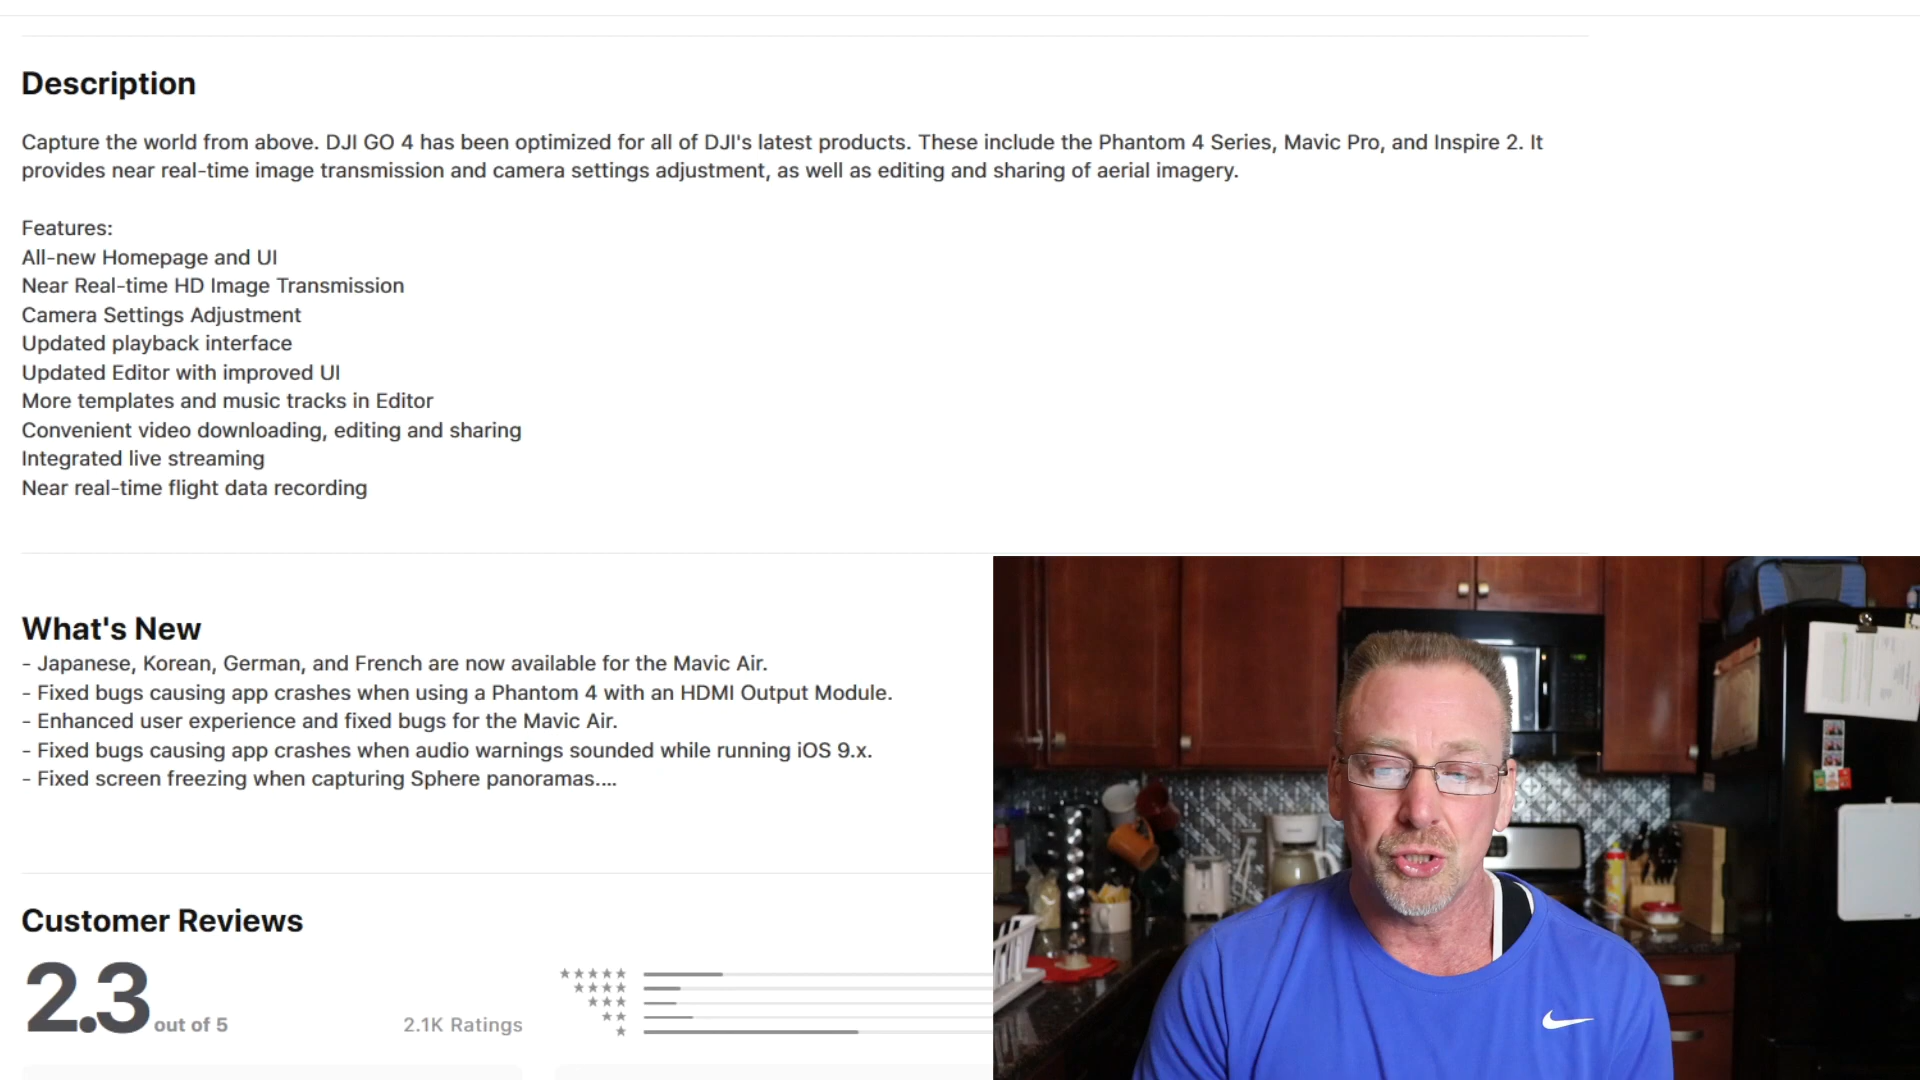 Description
Capture the world from above. DJI GO 4 has been optimized for all of DJI's latest products. These include the Phantom 4 Series, Mavic Pro, and Inspire 2. It
provides near real-time image transmission and camera settings adjustment, as well as editing and sharing of aerial imagery.
Features:
All-new Homepage and UI
Near Real-time HD Image Transmission
Camera Settings Adjustment
Updated playback interface
Updated Editor with improved UI
More templates and music tracks in Editor
Convenient video downloading, editing and sharing
Integrated live streaming
Near real-time flight data recording
What's New
- Japanese, Korean, German, and French are now available for the Mavic Air.
- Fixed bugs causing app crashes when using a Phantom 4 with an HDMI Output Module.
- Enhanced user experience and fixed bugs for the Mavic Air.
- Fixed bugs causing app crashes when audio warnings sounded while running iOS 9.x.
- Fixed screen freezing when capturing Sphere panoramas....
Customer Reviews
2.3 out of 5
2.1K Ratings